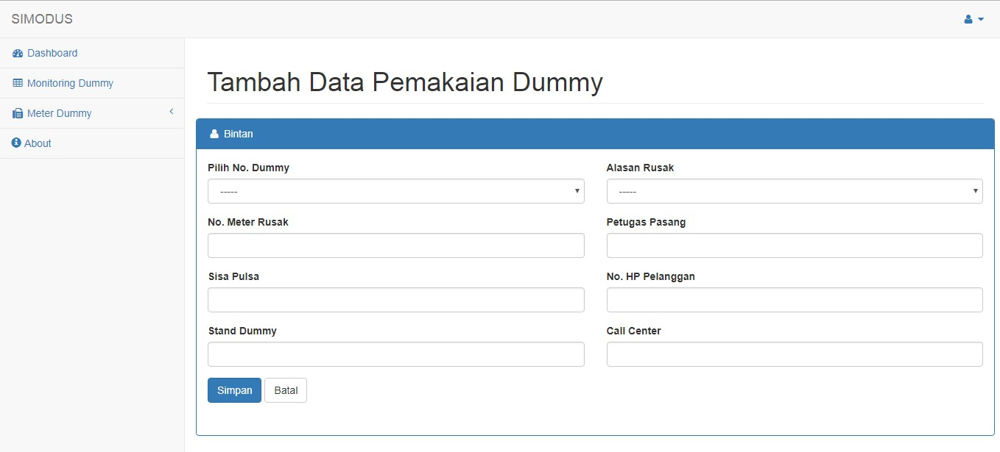 SIMODUS
Dashboard
Monitoring Dummy
Meter Dummy
About
Tambah Data Pemakaian Dummy
Bintan
Pilih No. Dummy
-----
No. Meter Rusak
Sisa Pulsa
Stand Dummy
Alasan Rusak
-----
Petugas Pasang
No. HP Pelanggan
Call Center
Simpan
Batal